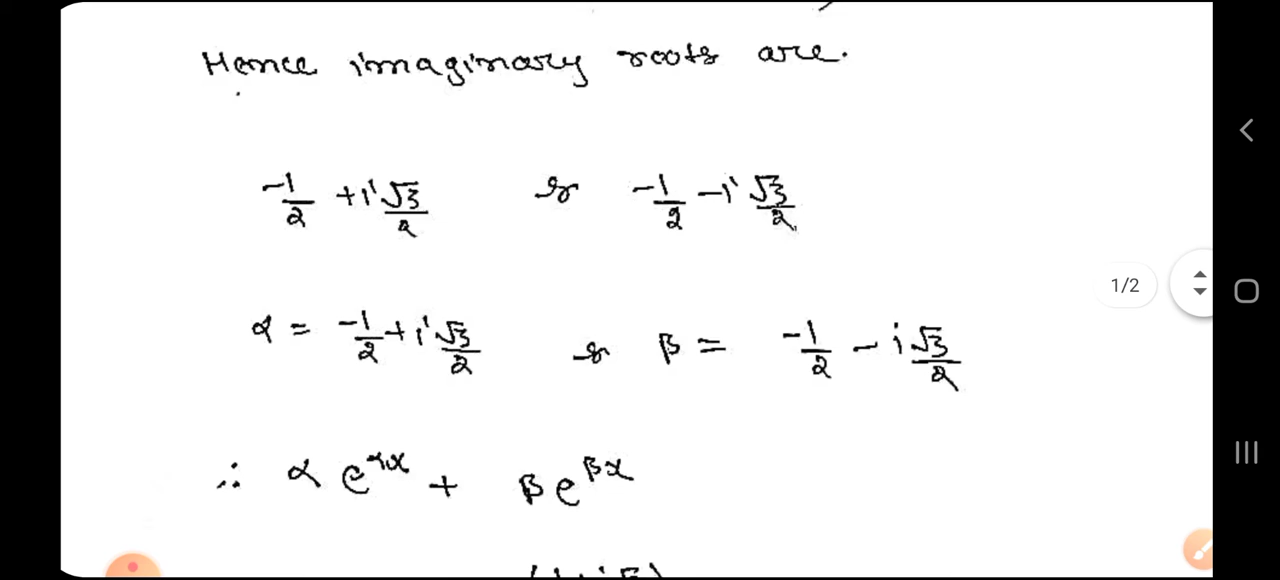 Hence imaginary roots are.
-1/2 + i √3/2 & -1/2 - i √3/2
α = -1/2 + i √3/2 & β = -1/2 - i √3/2
1/2
∴ α e^{αx} + β e^{βx}